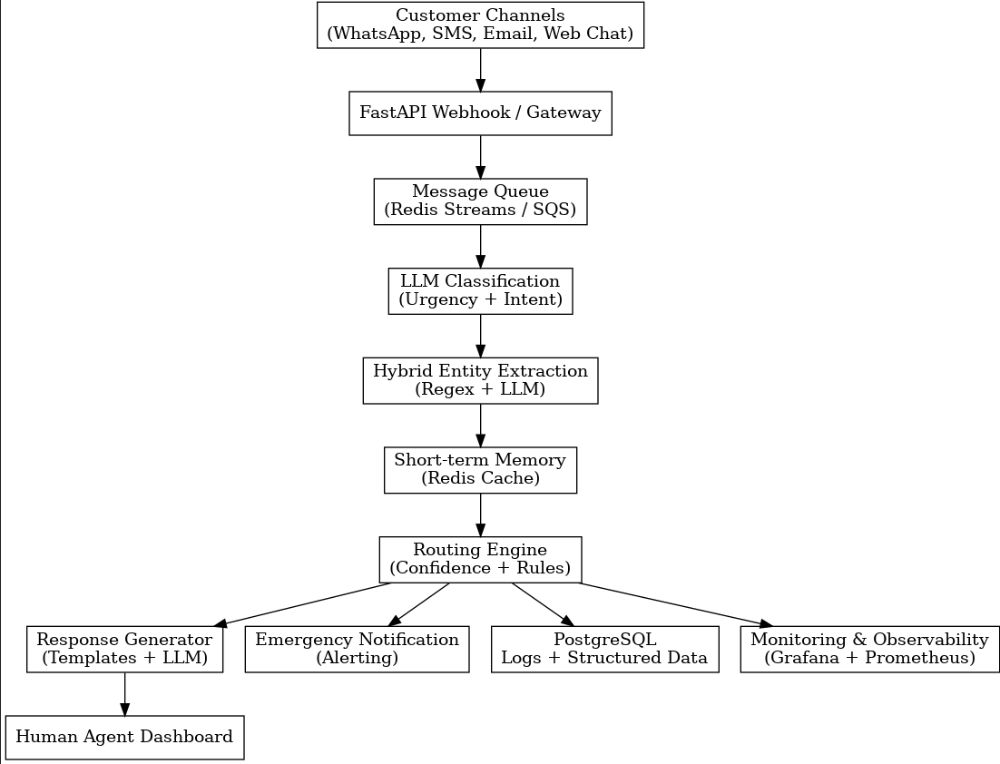 Customer Channels
(WhatsApp, SMS, Email, Web Chat)
FastAPI Webhook / Gateway
Message Queue
(Redis Streams / SQS)
LLM Classification
(Urgency + Intent)
Hybrid Entity Extraction
(Regex + LLM)
Short-term Memory
(Redis Cache)
Routing Engine
(Confidence + Rules)
Response Generator
(Templates + LLM)
Emergency Notification
(Alerting)
PostgreSQL
Logs + Structured Data
Monitoring & Observability
(Grafana + Prometheus)
Human Agent Dashboard